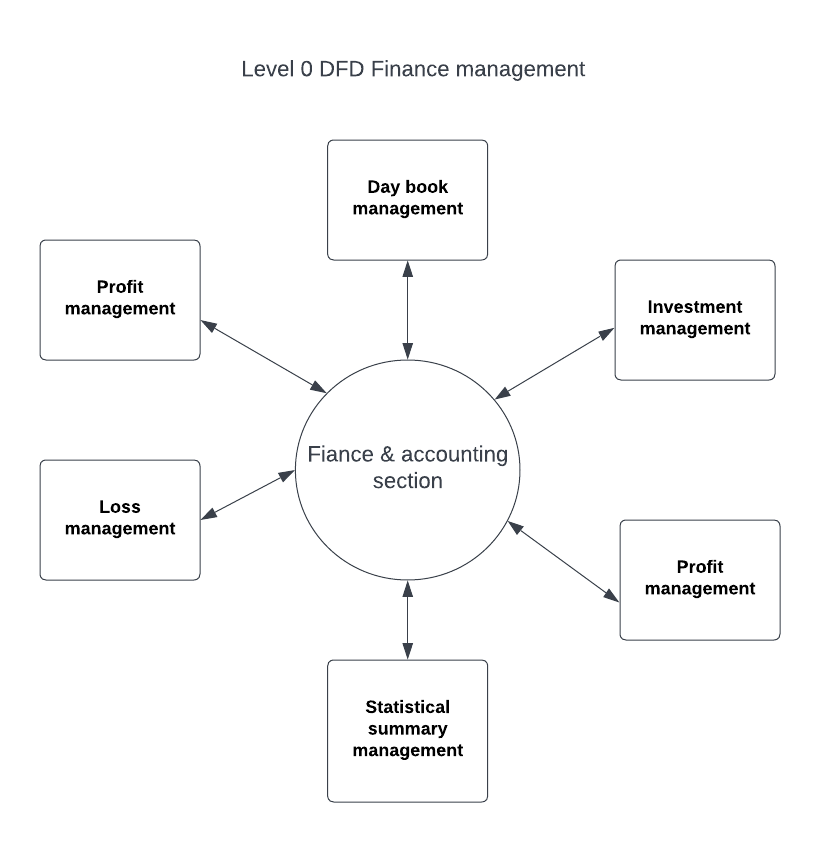 Level 0 DFD Finance management
Day book
management
Profit
management
Investment
management
Fiance & accounting
section
Loss
management
Profit
management
Statistical
summary
management